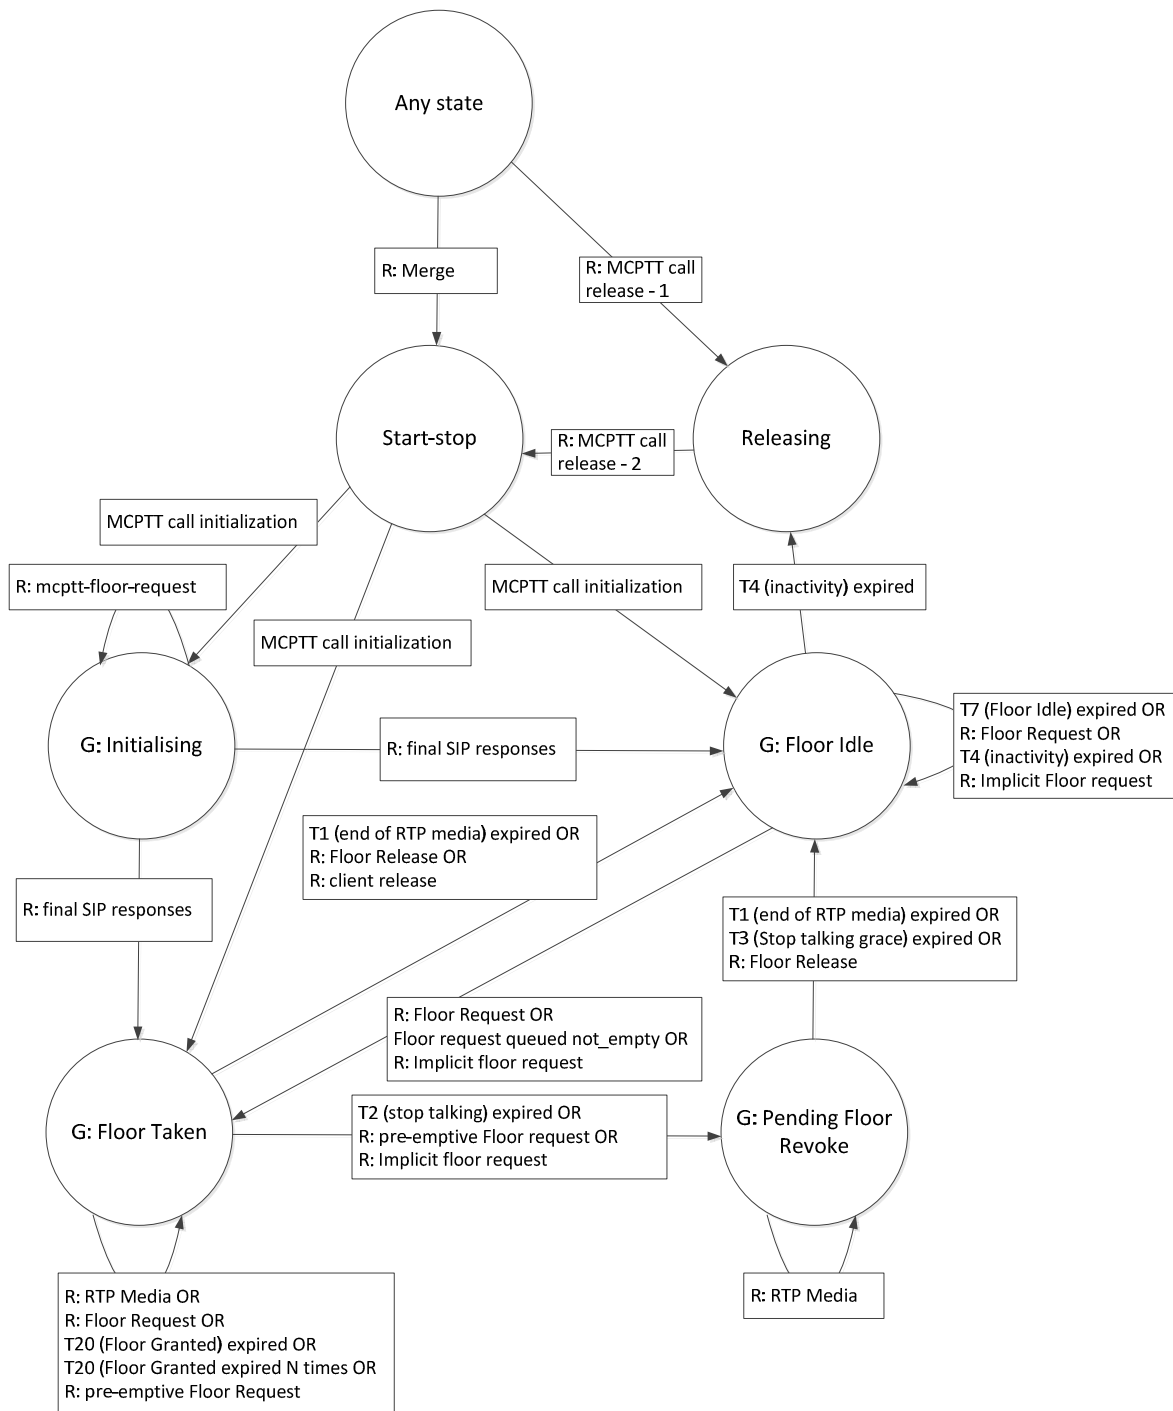 Any state
R: Merge
R: MCPTT call
release - 1
Start-stop
R: MCPTT call
release - 2
Releasing
MCPTT call initialization
R: mcptt-floor-request
MCPTT call initialization
T4 (inactivity) expired
MCPTT call initialization
G: Initialising
R: final SIP responses
G: Floor Idle
T7 (Floor Idle) expired OR
R: Floor Request OR
T4 (inactivity) expired OR
R: Implicit Floor request
T1 (end of RTP media) expired OR
R: Floor Release OR
R: client release
R: final SIP responses
T1 (end of RTP media) expired OR
T3 (Stop talking grace) expired OR
R: Floor Release
R: Floor Request OR
Floor request queued not_empty OR
R: Implicit floor request
G: Floor Taken
T2 (stop talking) expired OR
R: pre-emptive Floor request OR
R: Implicit floor request
G: Pending Floor
Revoke
R: RTP Media OR
R: Floor Request OR
T20 (Floor Granted) expired OR
T20 (Floor Granted expired N times OR
R: pre-emptive Floor Request
R: RTP Media